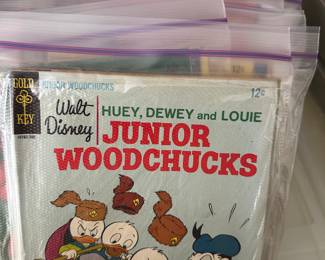 JUNIOR WOODCHUCKS
12¢
GOLD
KEY
Walt
Disney
HUEY, DEWEY and LOUIE
JUNIOR
WOODCHUCKS